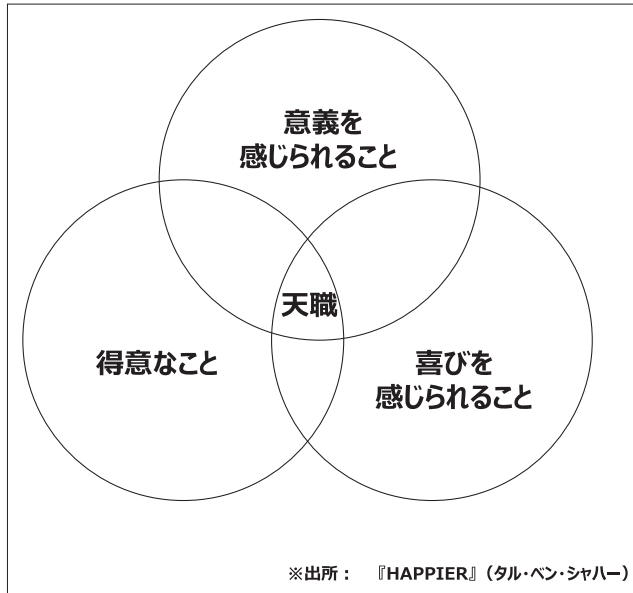 意義を
感じられること
天職
得意なこと
喜びを
感じられること
※出所： 『HAPPIER』（タル・ベン・シャハー）